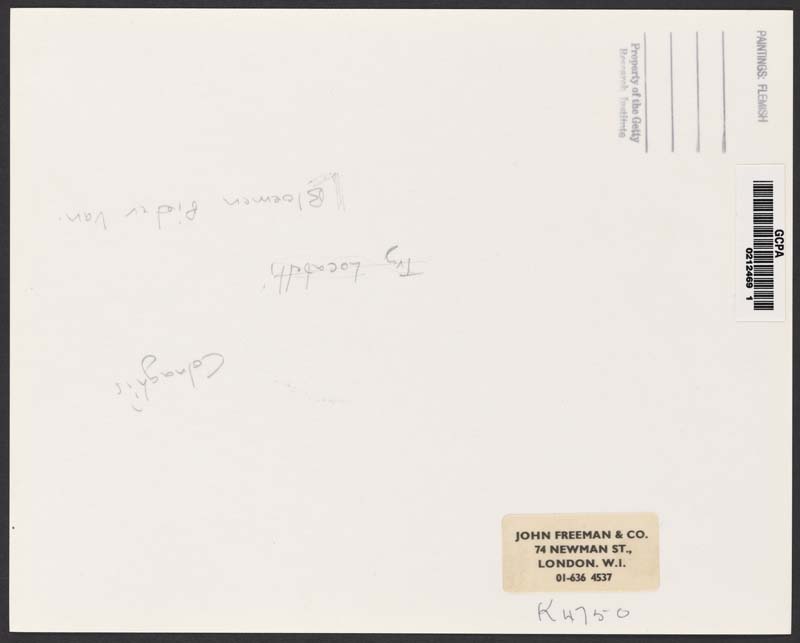 PAINTINGS: FLEMISH
Property of the Getty
Research Institute
GCPA
0212469 1
Bloemen Pieter Van.
Try Locatelli
Colnaghi's
JOHN FREEMAN & CO.
74 NEWMAN ST.,
LONDON. W.I.
01-636 4537
K4750